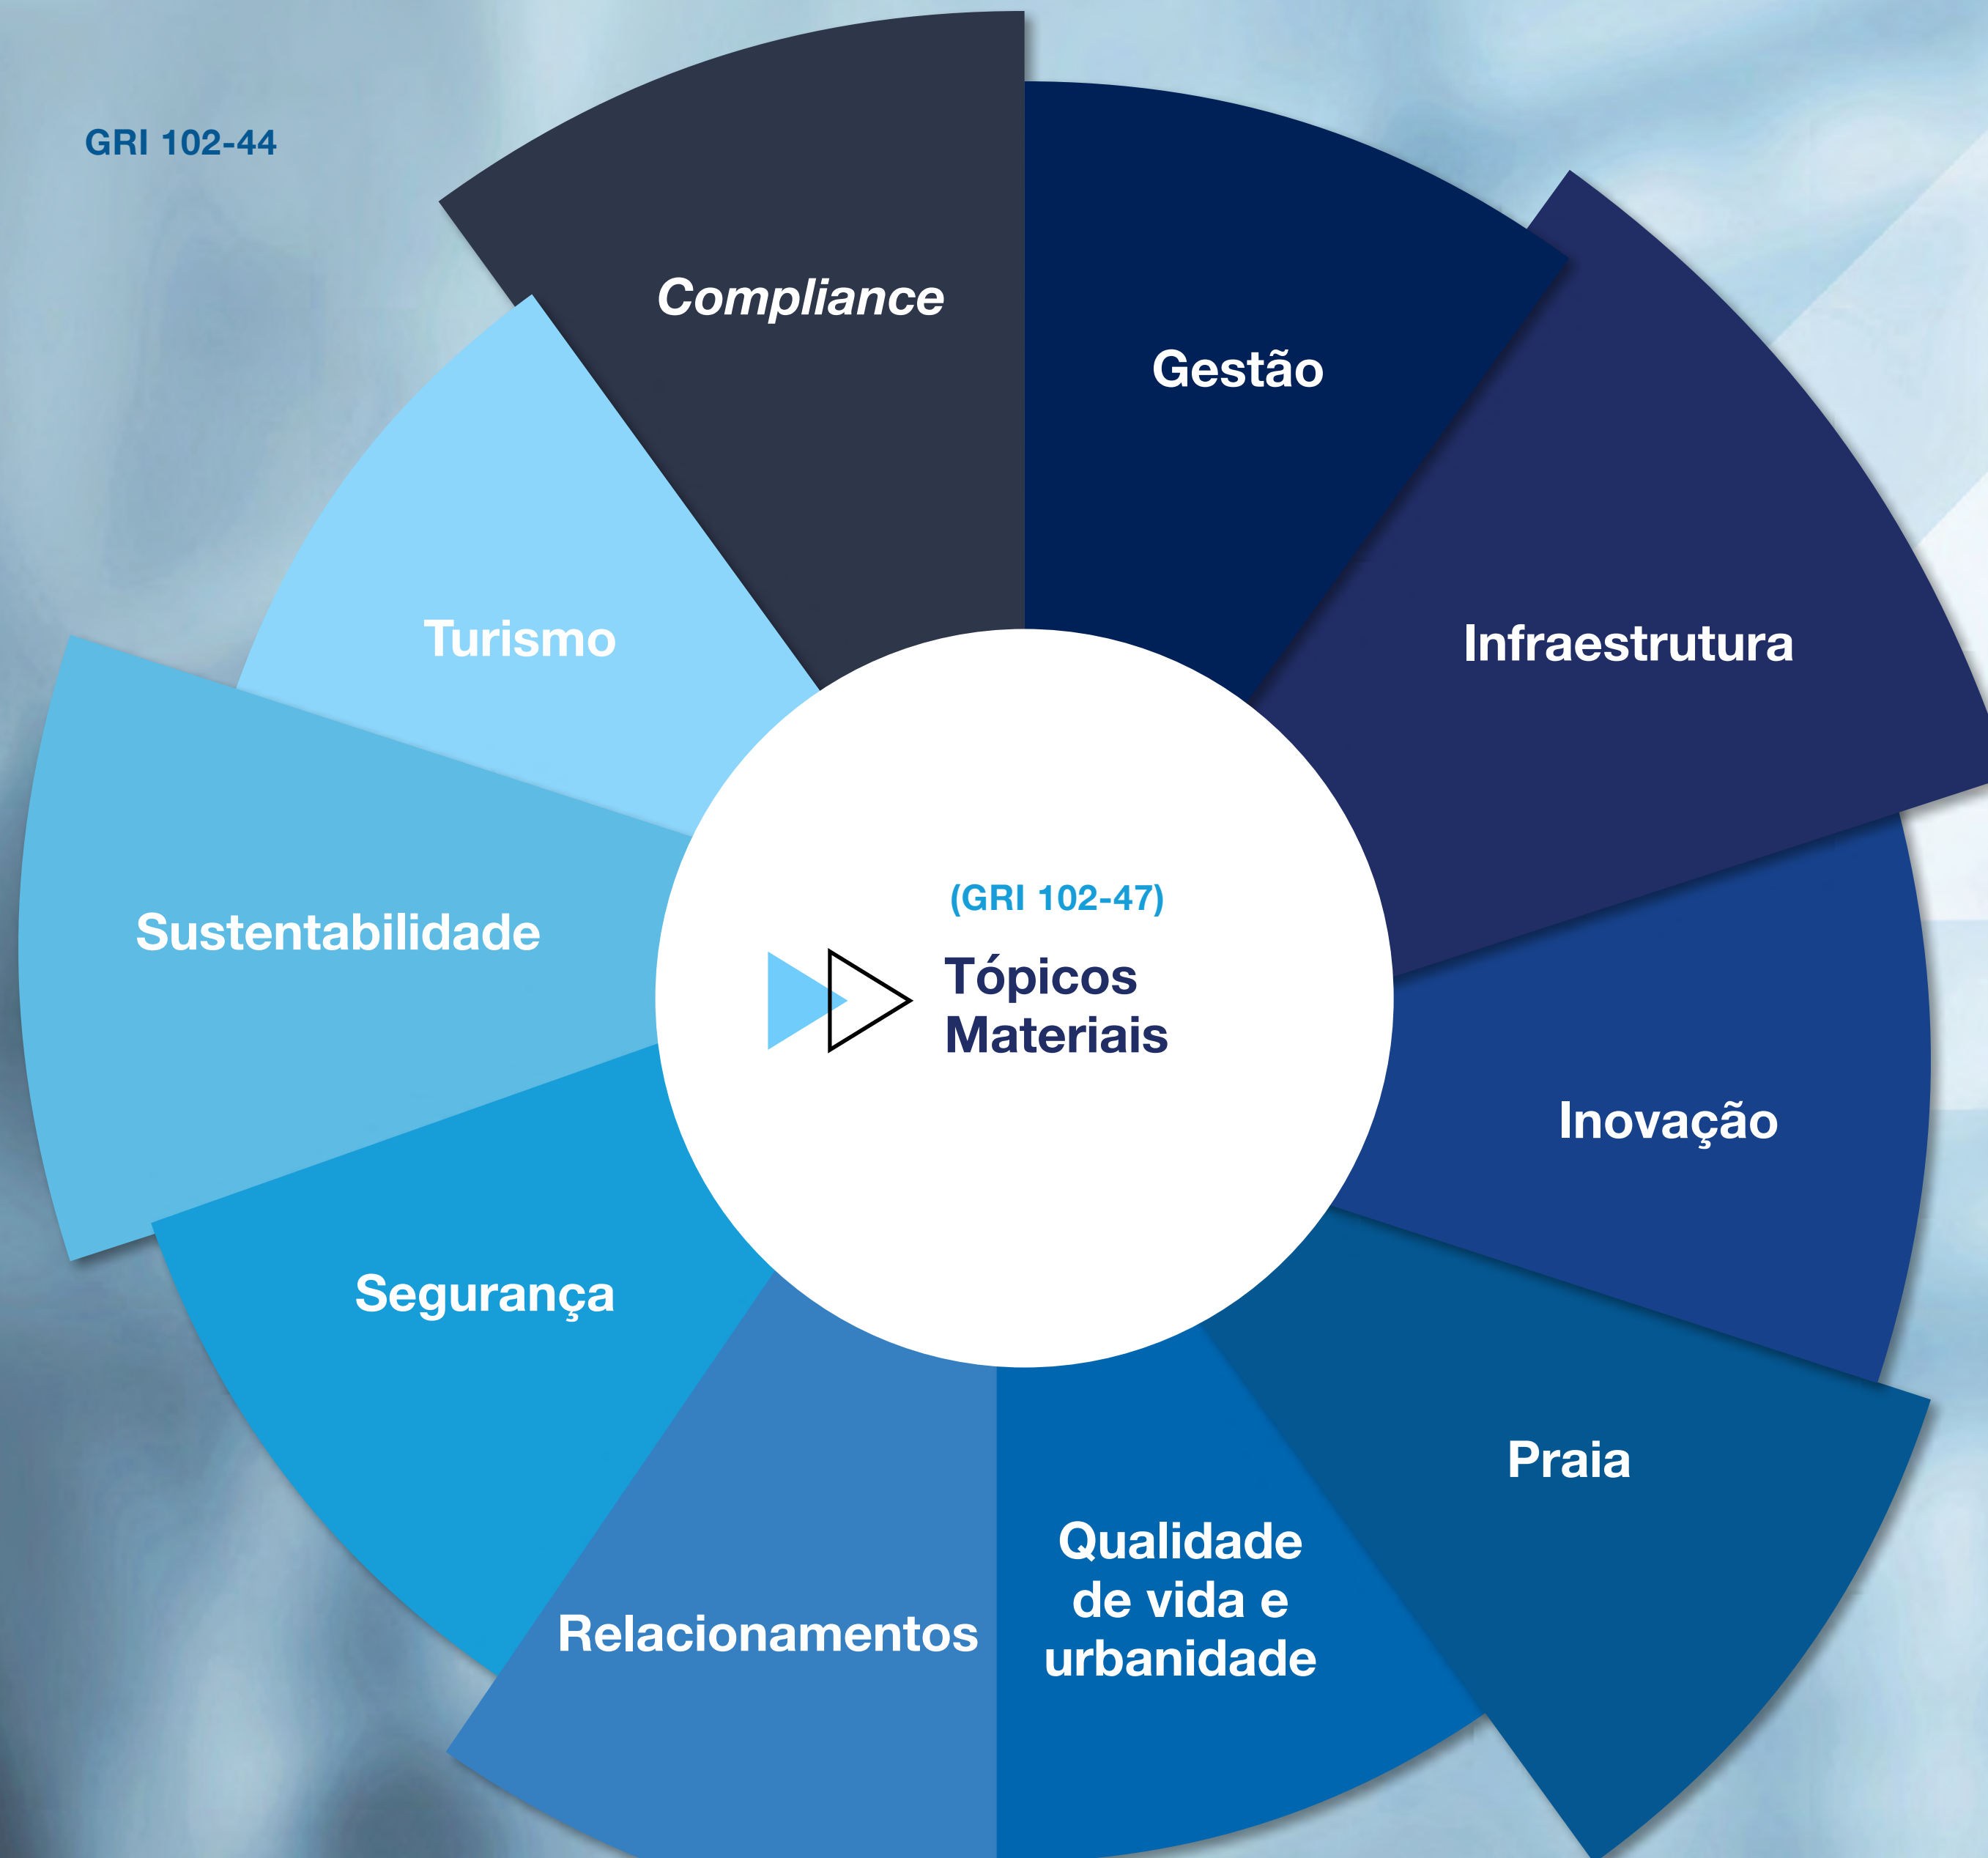 GRI 102-44
Compliance
Gestão
Infraestrutura
Inovação
Praia
Qualidade
de vida e
urbanidade
Relacionamentos
Segurança
Sustentabilidade
Turismo
(GRI 102-47)
Tópicos
Materiais